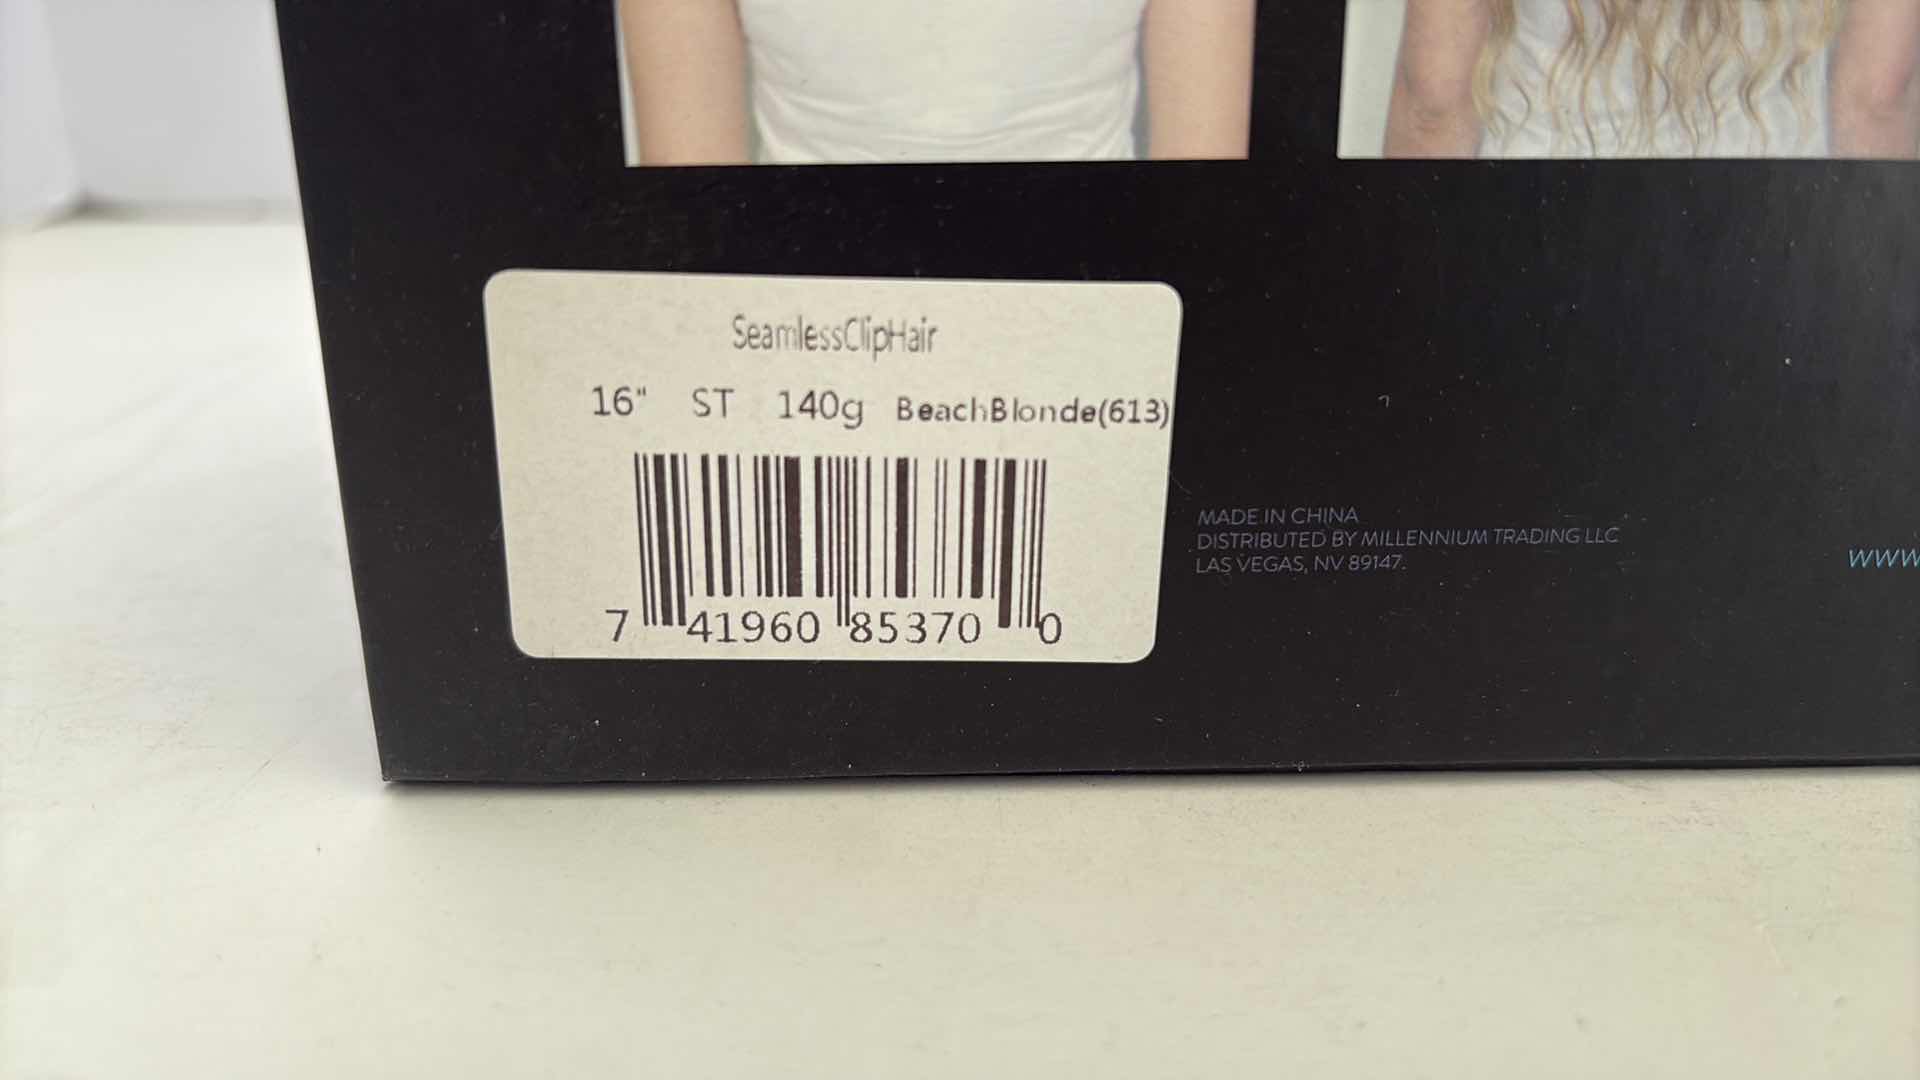 SeamlessClipHair
16" ST 140g BeachBlonde(613)
7 41960 85370 0
MADE IN CHINA
DISTRIBUTED BY MILLENNIUM TRADING LLC
LAS VEGAS, NV 89147.
WWW